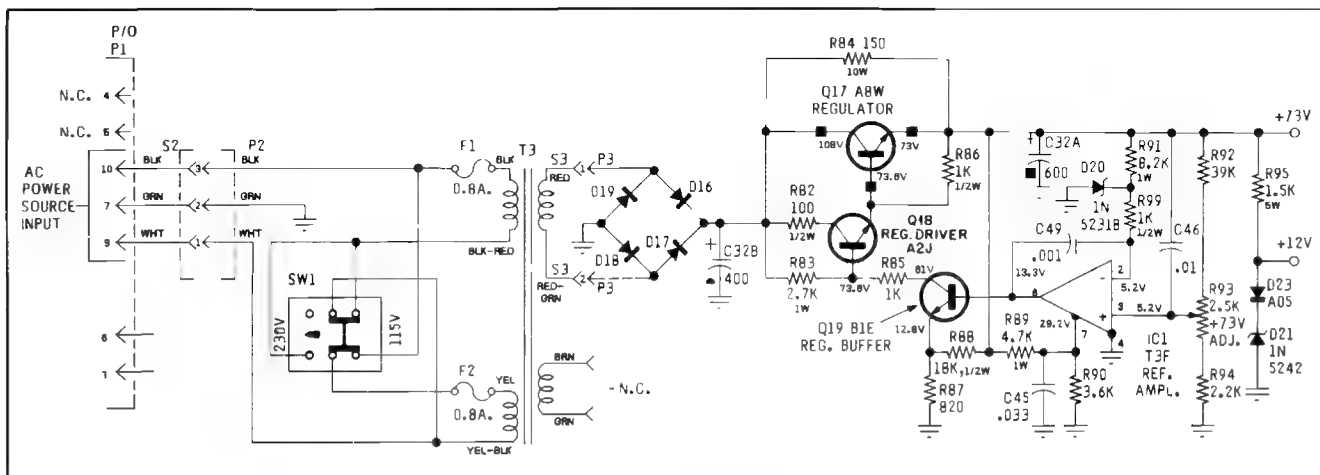 P/O
P1
N.C. 4
N.C. 5
AC
POWER
SOURCE
INPUT
10
BLK
7
GRN
9
WHT
6
1
S2
P2
3
BLK
2
GRN
1
WHT
SW1
230V
115V
F1
0.8A.
BLK
BLK-RED
F2
0.8A.
YEL
YEL-BLK
T3
RED
RED-
GRN
BRN
GRN
-N.C.
S3
P3
1
S3
P3
2
D19
D16
D18
D17
C32B
+
400
R84 150
10W
Q17 A8W
REGULATOR
108V
73V
73.8V
R86
1K
1/2W
R82
100
1/2W
Q18
REG.DRIVER
A2J
73.8V
R83
2.7K
1W
R85
1K
81V
Q19 B1E
REG. BUFFER
12.8V
R88
18K,1/2W
R87
820
R89
4.7K
1W
C45
.033
R90
3.6K
+
C32A
600
D20
1N
5231B
R91
8.2K
1W
R99
1K
1/2W
C49
.001
13.3V
6
2
-
5.2V
3
+
5.2V
29.2V
7
4
IC1
T3F
REF.
AMPL.
C46
.01
R92
39K
R93
2.5K
+73V
ADJ.
R94
2.2K
R95
1.5K
5W
+73V
+12V
D23
A05
D21
1N
5242